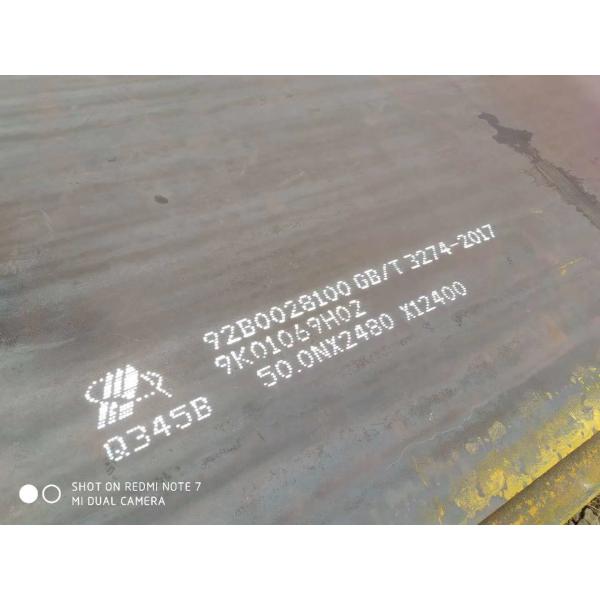 92B0028100 GB/T 3274-2017
9K01069H02
50.0NX2480 X12400
Q345B
SHOT ON REDMI NOTE 7
MI DUAL CAMERA